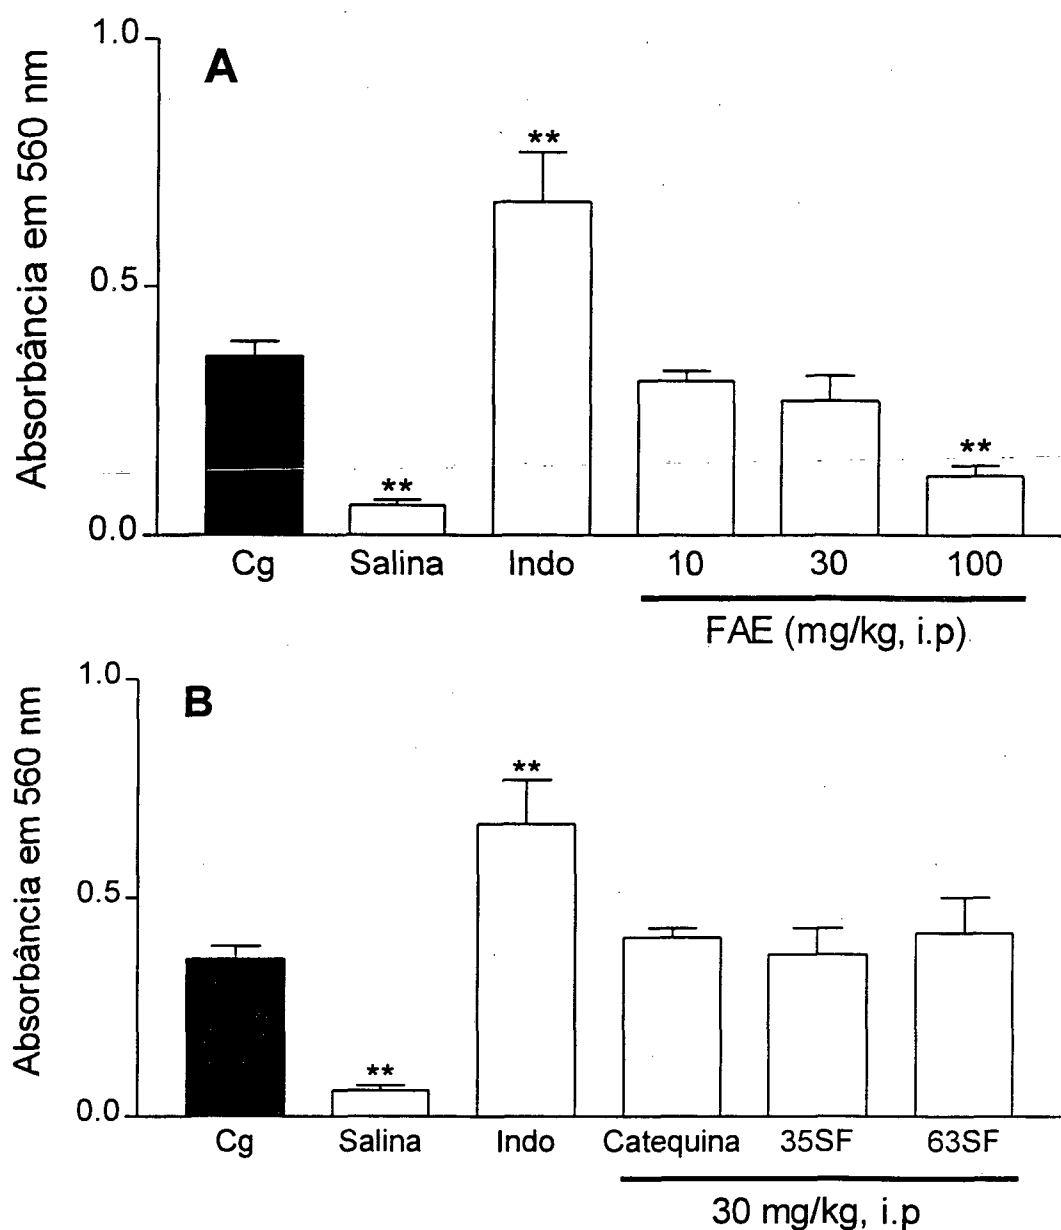 A
Absorbância em 560 nm
1.0
0.5
0.0
**
**
**
Cg Salina Indo 10 30 100
FAE (mg/kg, i.p)
B
Absorbância em 560 nm
1.0
0.5
0.0
**
**
Cg Salina Indo Catequina 35SF 63SF
30 mg/kg, i.p